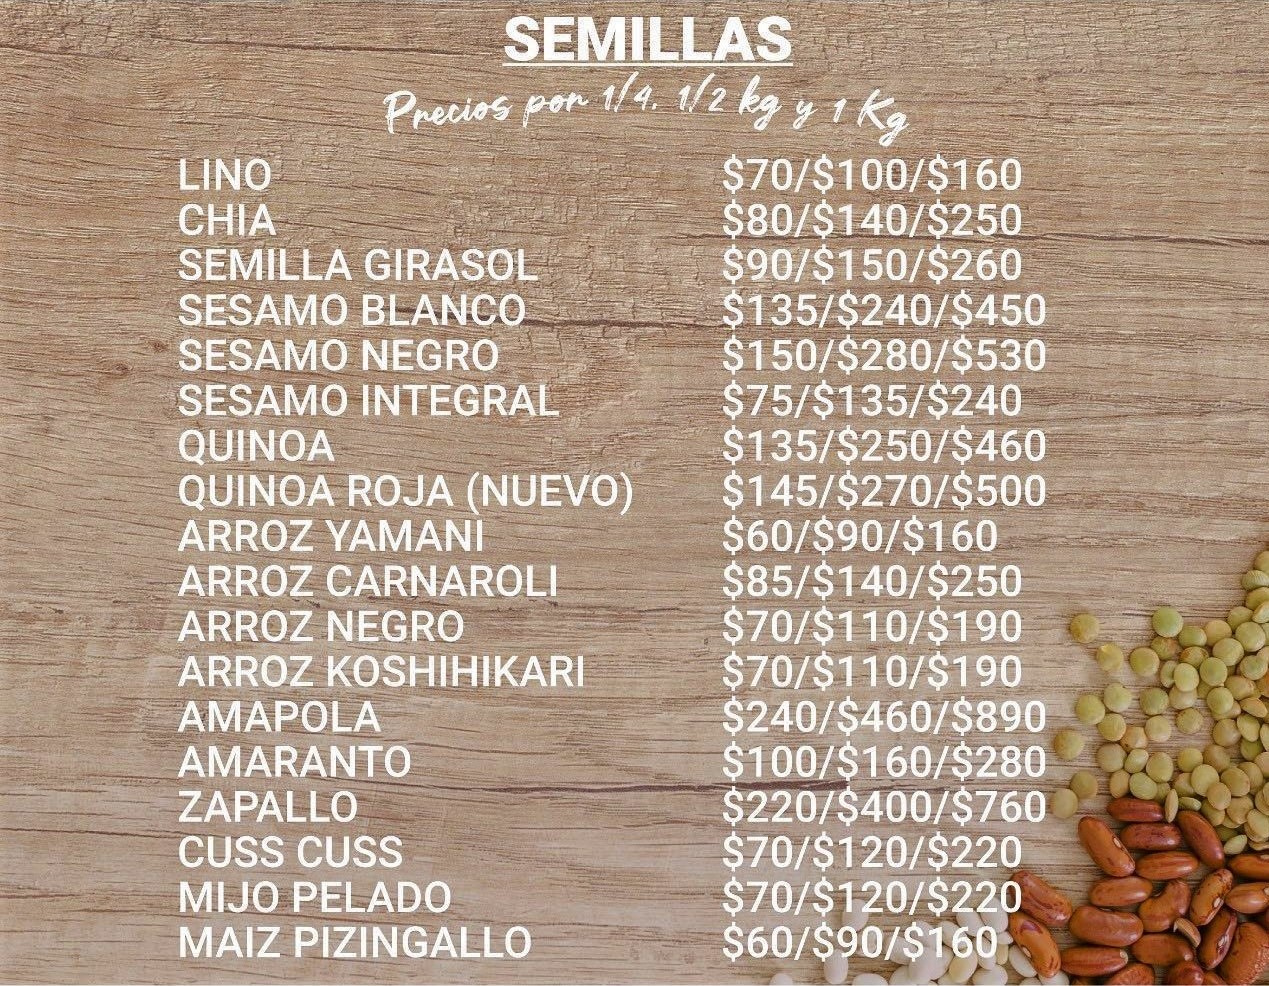 SEMILLAS
Precios por 1/4, 1/2 kg y 1 Kg
LINO $70/$100/$160
CHIA $80/$140/$250
SEMILLA GIRASOL $90/$150/$260
SESAMO BLANCO $135/$240/$450
SESAMO NEGRO $150/$280/$530
SESAMO INTEGRAL $75/$135/$240
QUINOA $135/$250/$460
QUINOA ROJA (NUEVO) $145/$270/$500
ARROZ YAMANI $60/$90/$160
ARROZ CARNAROLI $85/$140/$250
ARROZ NEGRO $70/$110/$190
ARROZ KOSHIHIKARI $70/$110/$190
AMAPOLA $240/$460/$890
AMARANTO $100/$160/$280
ZAPALLO $220/$400/$760
CUSS CUSS $70/$120/$220
MIJO PELADO $70/$120/$220
MAIZ PIZINGALLO $60/$90/$160